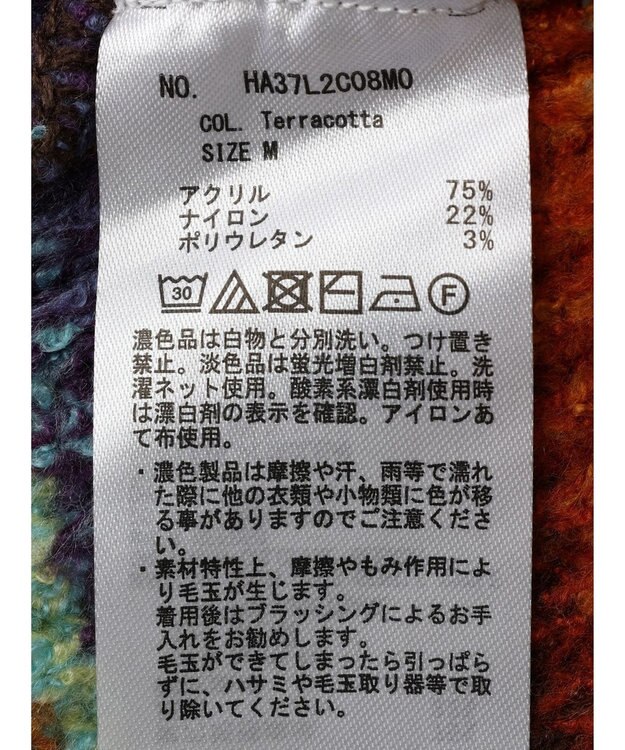 NO. HA37L2C08M0
COL. Terracotta
SIZE M
アクリル 75%
ナイロン 22%
ポリウレタン 3%
30 F
濃色品は白物と分別洗い。つけ置き
禁止。淡色品は蛍光増白剤禁止。洗
濯ネット使用。酸素系漂白剤使用時
は漂白剤の表示を確認。アイロンあ
て布使用。
・濃色製品は摩擦や汗、雨等で濡れ
た際に他の衣類や小物類に色が移
る事がありますのでご注意くださ
い。
・素材特性上、摩擦やもみ作用によ
り毛玉が生じます。
着用後はブラッシングによるお手
入れをお勧めします。
毛玉ができてしまったら引っぱら
ずに、ハサミや毛玉取り器等で取
り除いてください。